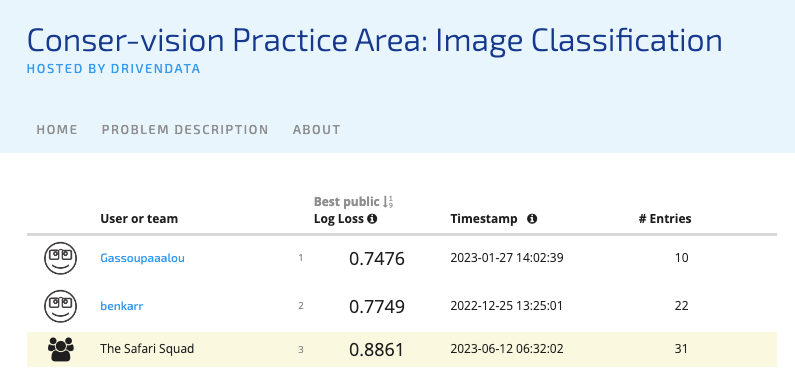 Conser-vision Practice Area: Image Classification
HOSTED BY DRIVENDATA
HOME PROBLEM DESCRIPTION ABOUT
Best public
User or team Log Loss Timestamp # Entries
Gassoupaaalou 1 0.7476 2023-01-27 14:02:39 10
benkarr 2 0.7749 2022-12-25 13:25:01 22
The Safari Squad 3 0.8861 2023-06-12 06:32:02 31